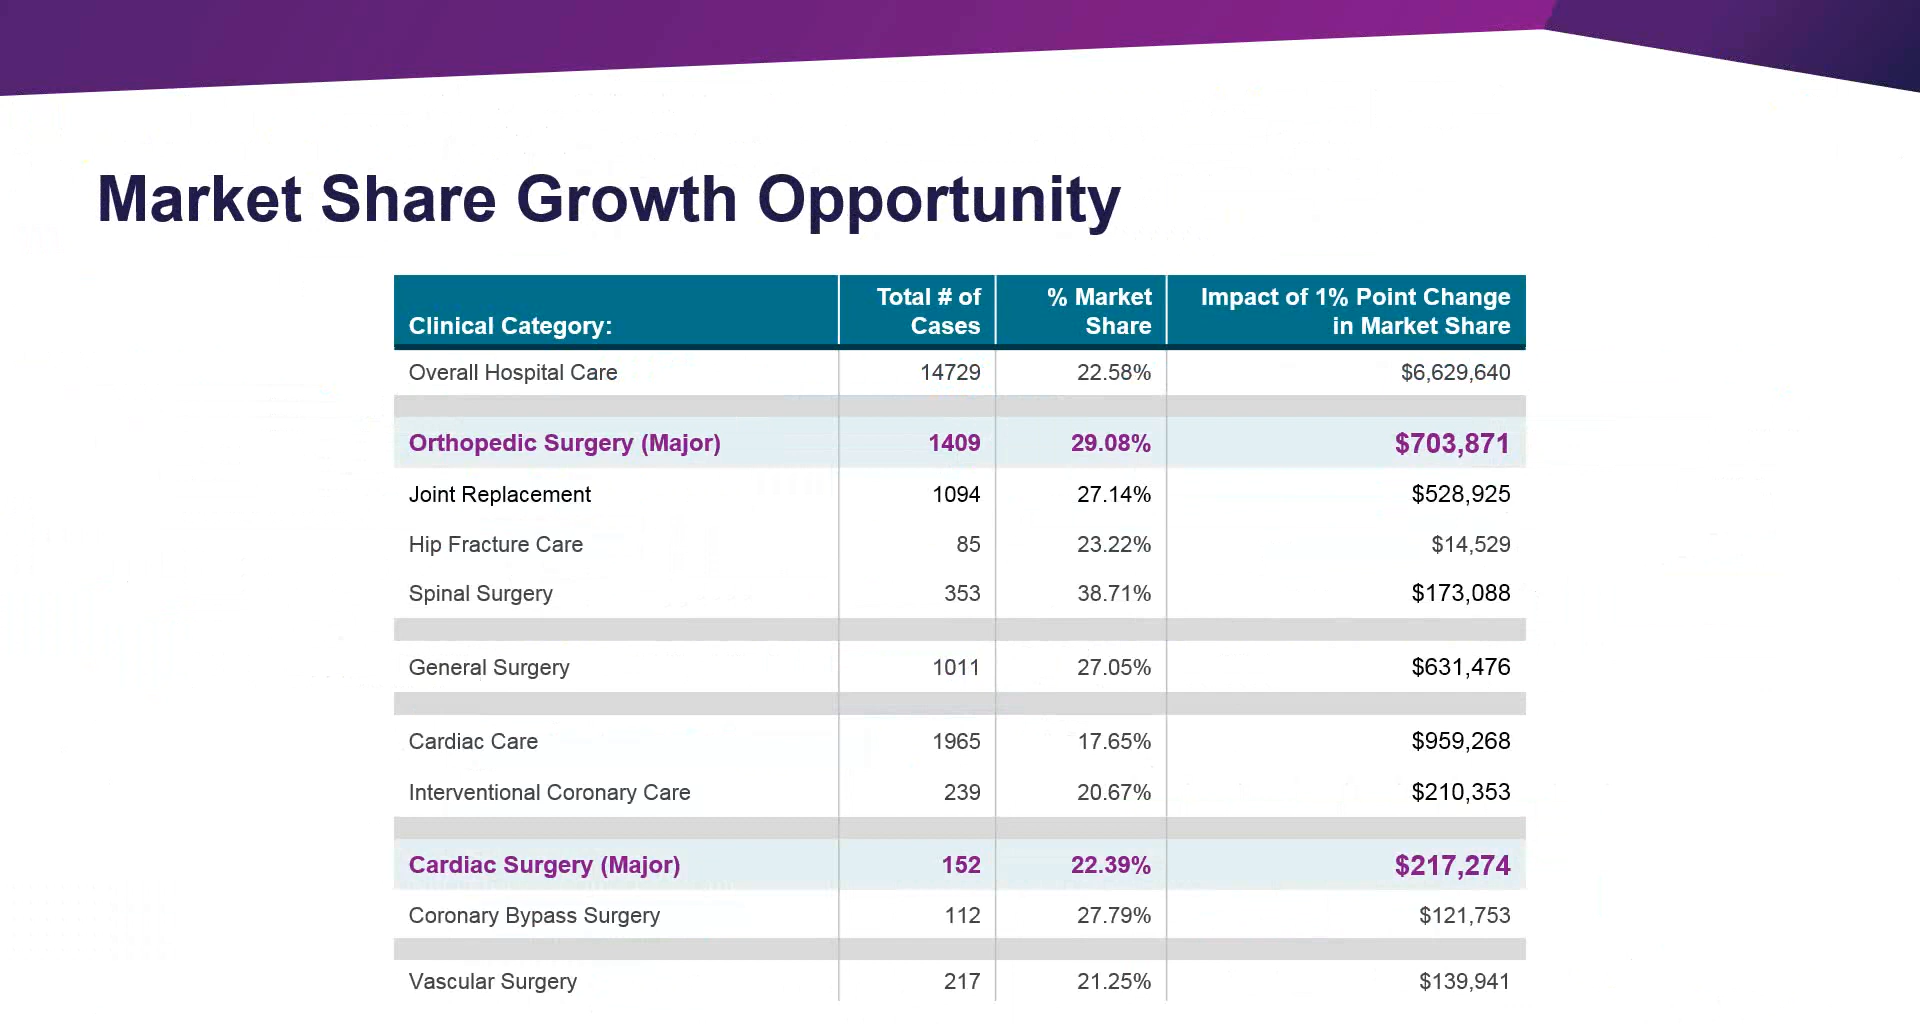 Market Share Growth Opportunity
Clinical Category: Total # of Cases % Market Share Impact of 1% Point Change in Market Share
Overall Hospital Care 14729 22.58% $6,629,640
Orthopedic Surgery (Major) 1409 29.08% $703,871
Joint Replacement 1094 27.14% $528,925
Hip Fracture Care 85 23.22% $14,529
Spinal Surgery 353 38.71% $173,088
General Surgery 1011 27.05% $631,476
Cardiac Care 1965 17.65% $959,268
Interventional Coronary Care 239 20.67% $210,353
Cardiac Surgery (Major) 152 22.39% $217,274
Coronary Bypass Surgery 112 27.79% $121,753
Vascular Surgery 217 21.25% $139,941